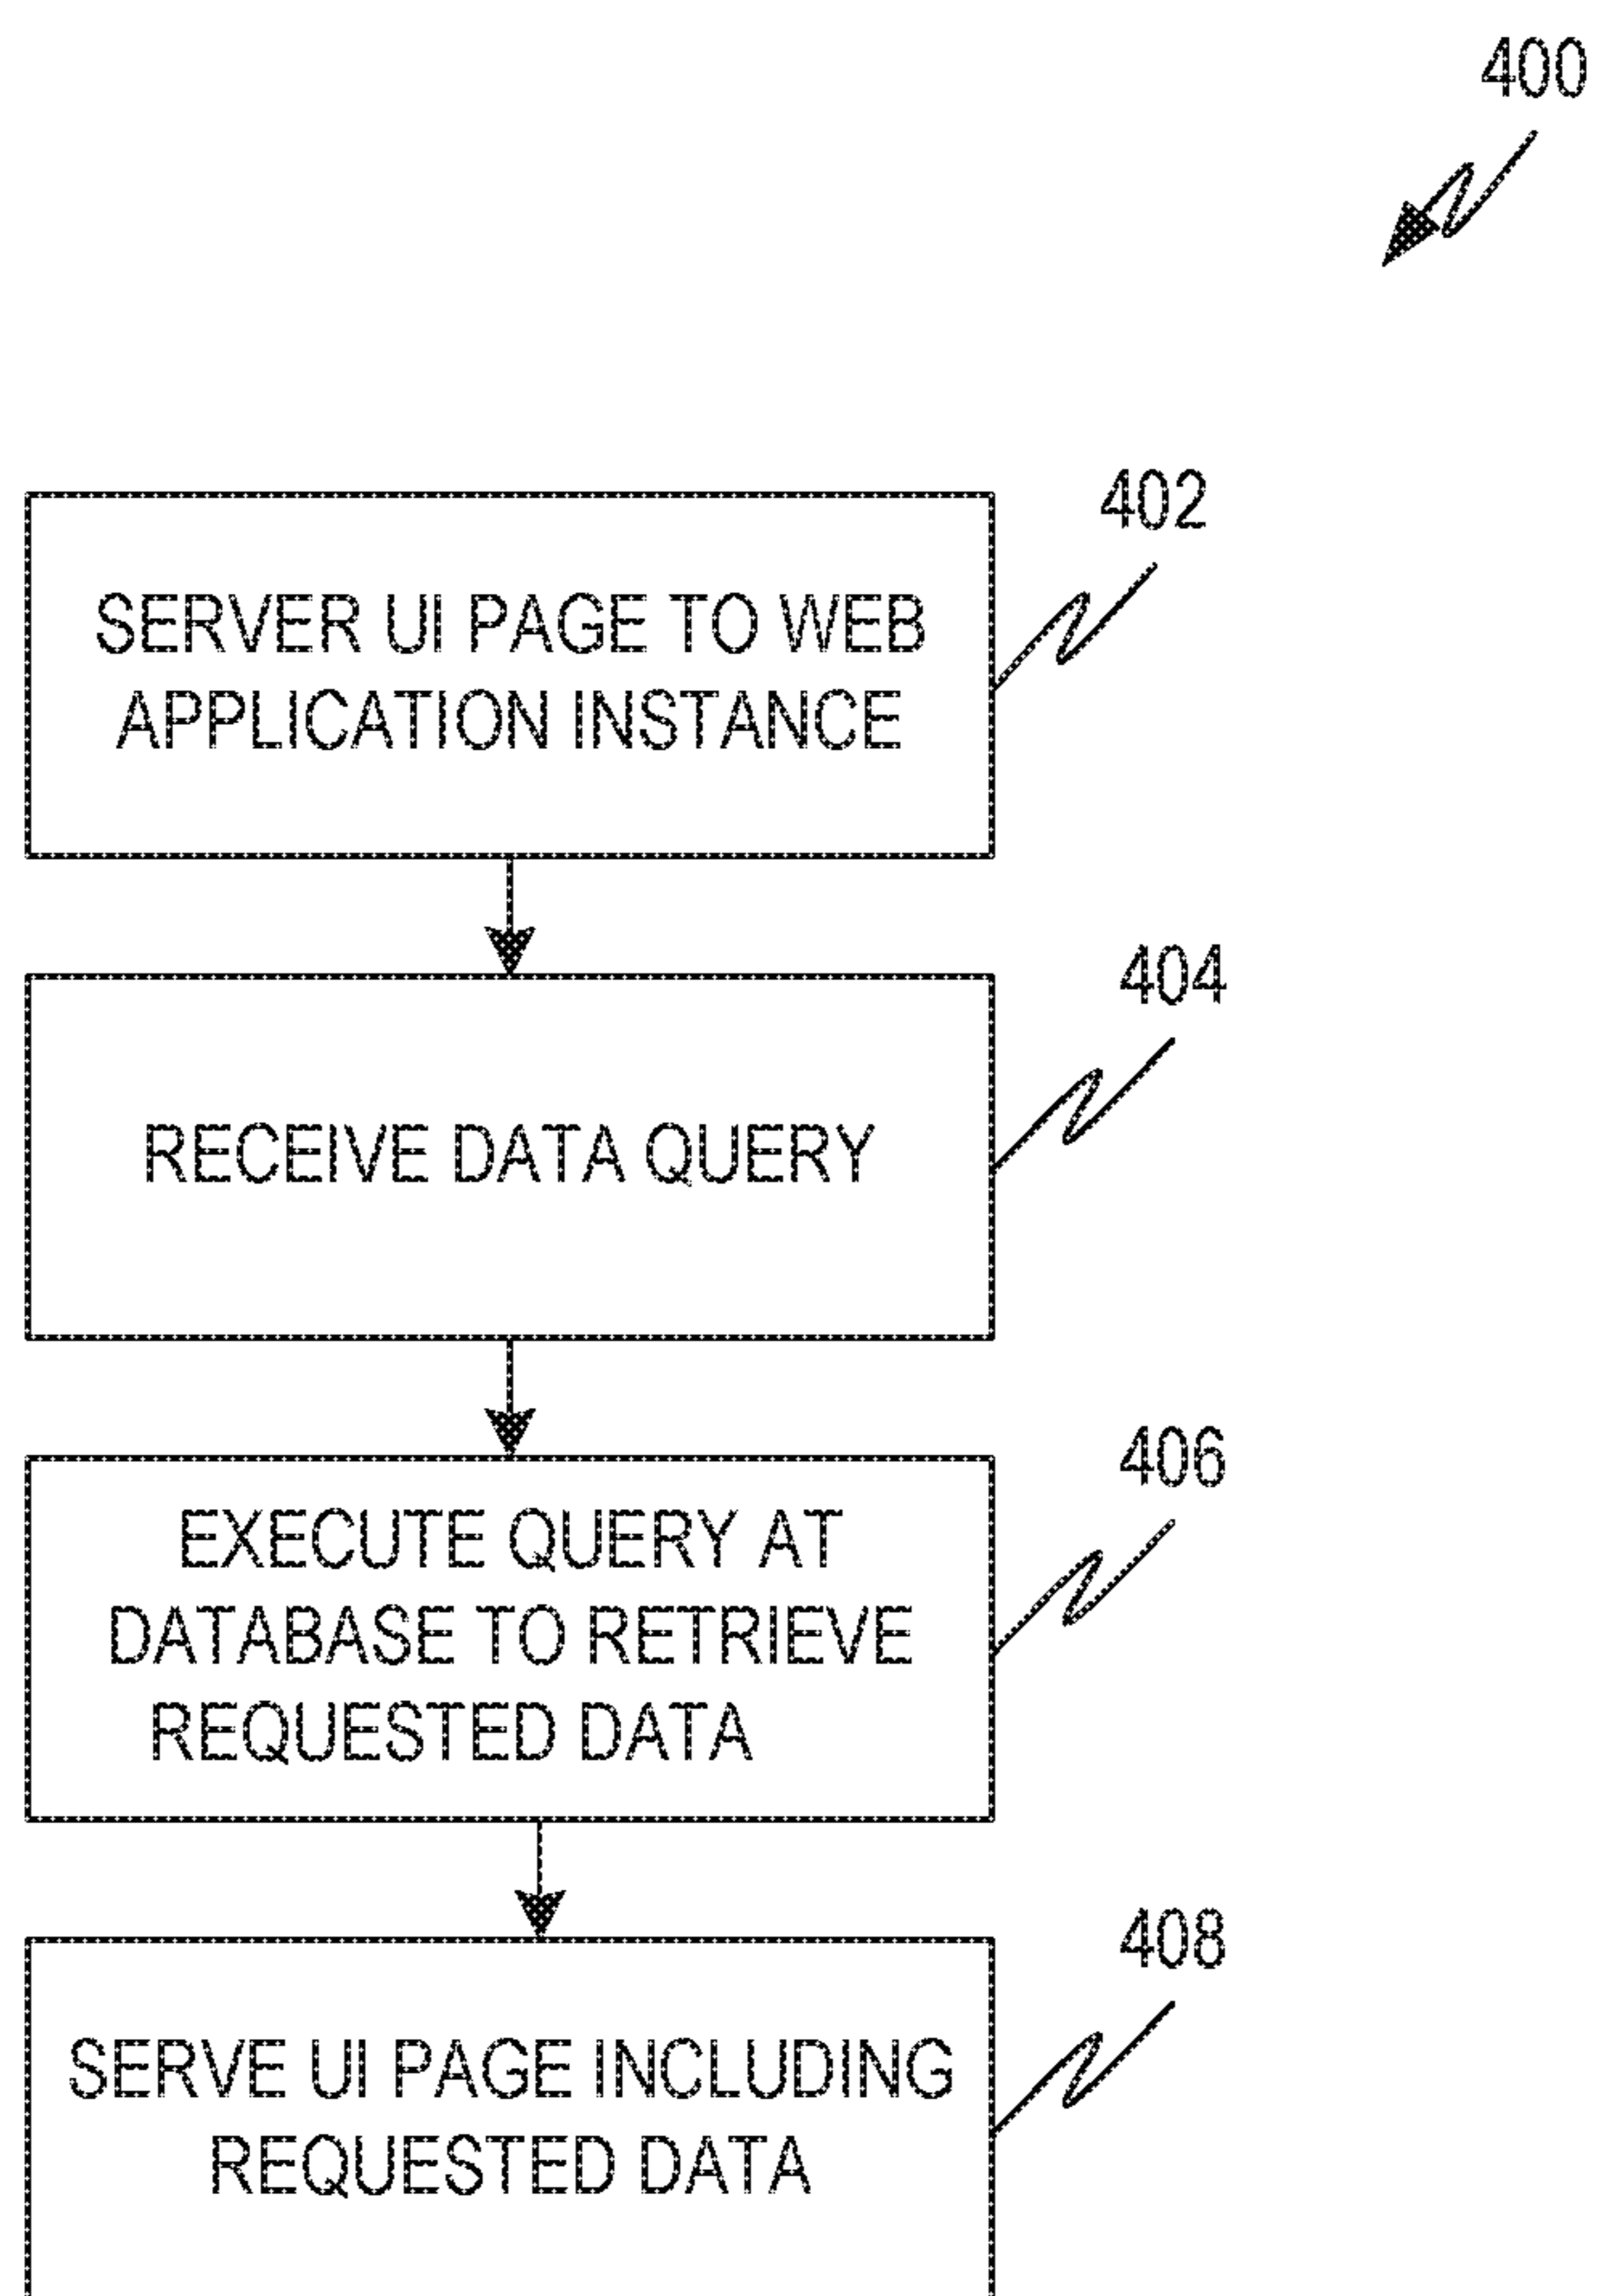 400
402
SERVER UI PAGE TO WEB
APPLICATION INSTANCE
404
RECEIVE DATA QUERY
406
EXECUTE QUERY AT
DATABASE TO RETRIEVE
REQUESTED DATA
408
SERVE UI PAGE INCLUDING
REQUESTED DATA